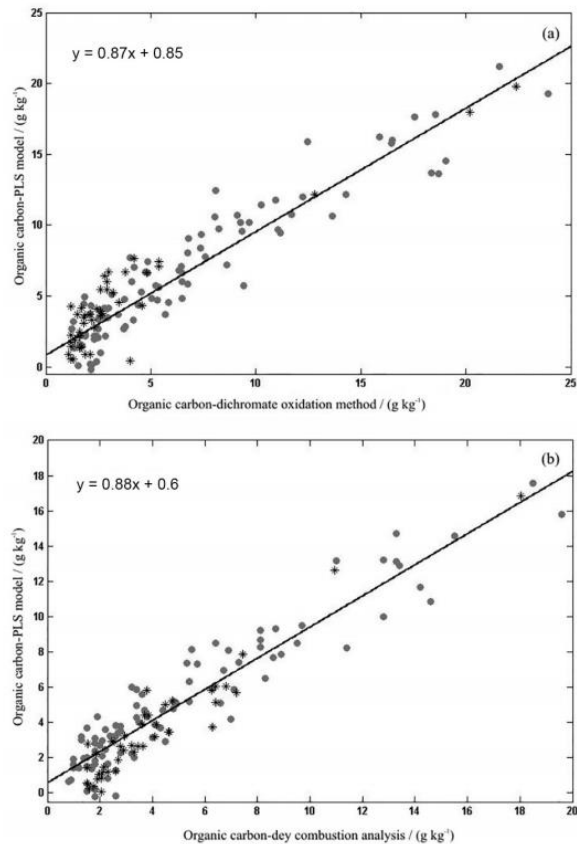 (a)
y = 0.87x + 0.85
Organic carbon-PLS model / (g kg⁻¹)
25
20
15
10
5
0
0 5 10 15 20 25
Organic carbon-dichromate oxidation method / (g kg⁻¹)
(b)
y = 0.88x + 0.6
Organic carbon-PLS model / (g kg⁻¹)
20
18
16
14
12
10
8
6
4
2
0
0 2 4 6 8 10 12 14 16 18 20
Organic carbon-dey combustion analysis / (g kg⁻¹)